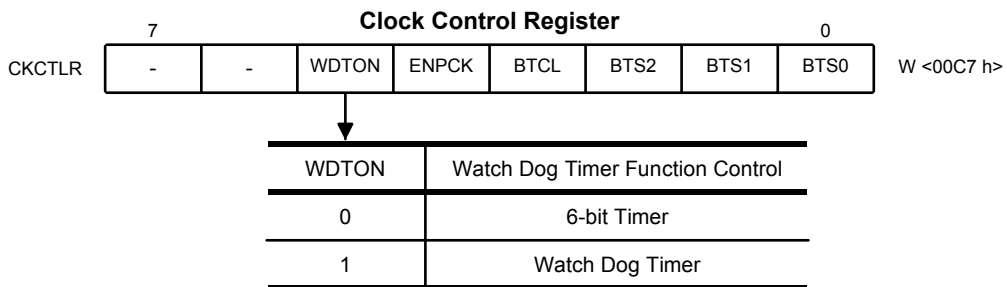 Clock Control Register
7 0
CKCTLR - - WDTON ENPCK BTCL BTS2 BTS1 BTS0 W <00C7 h>
WDTON Watch Dog Timer Function Control
0 6-bit Timer
1 Watch Dog Timer